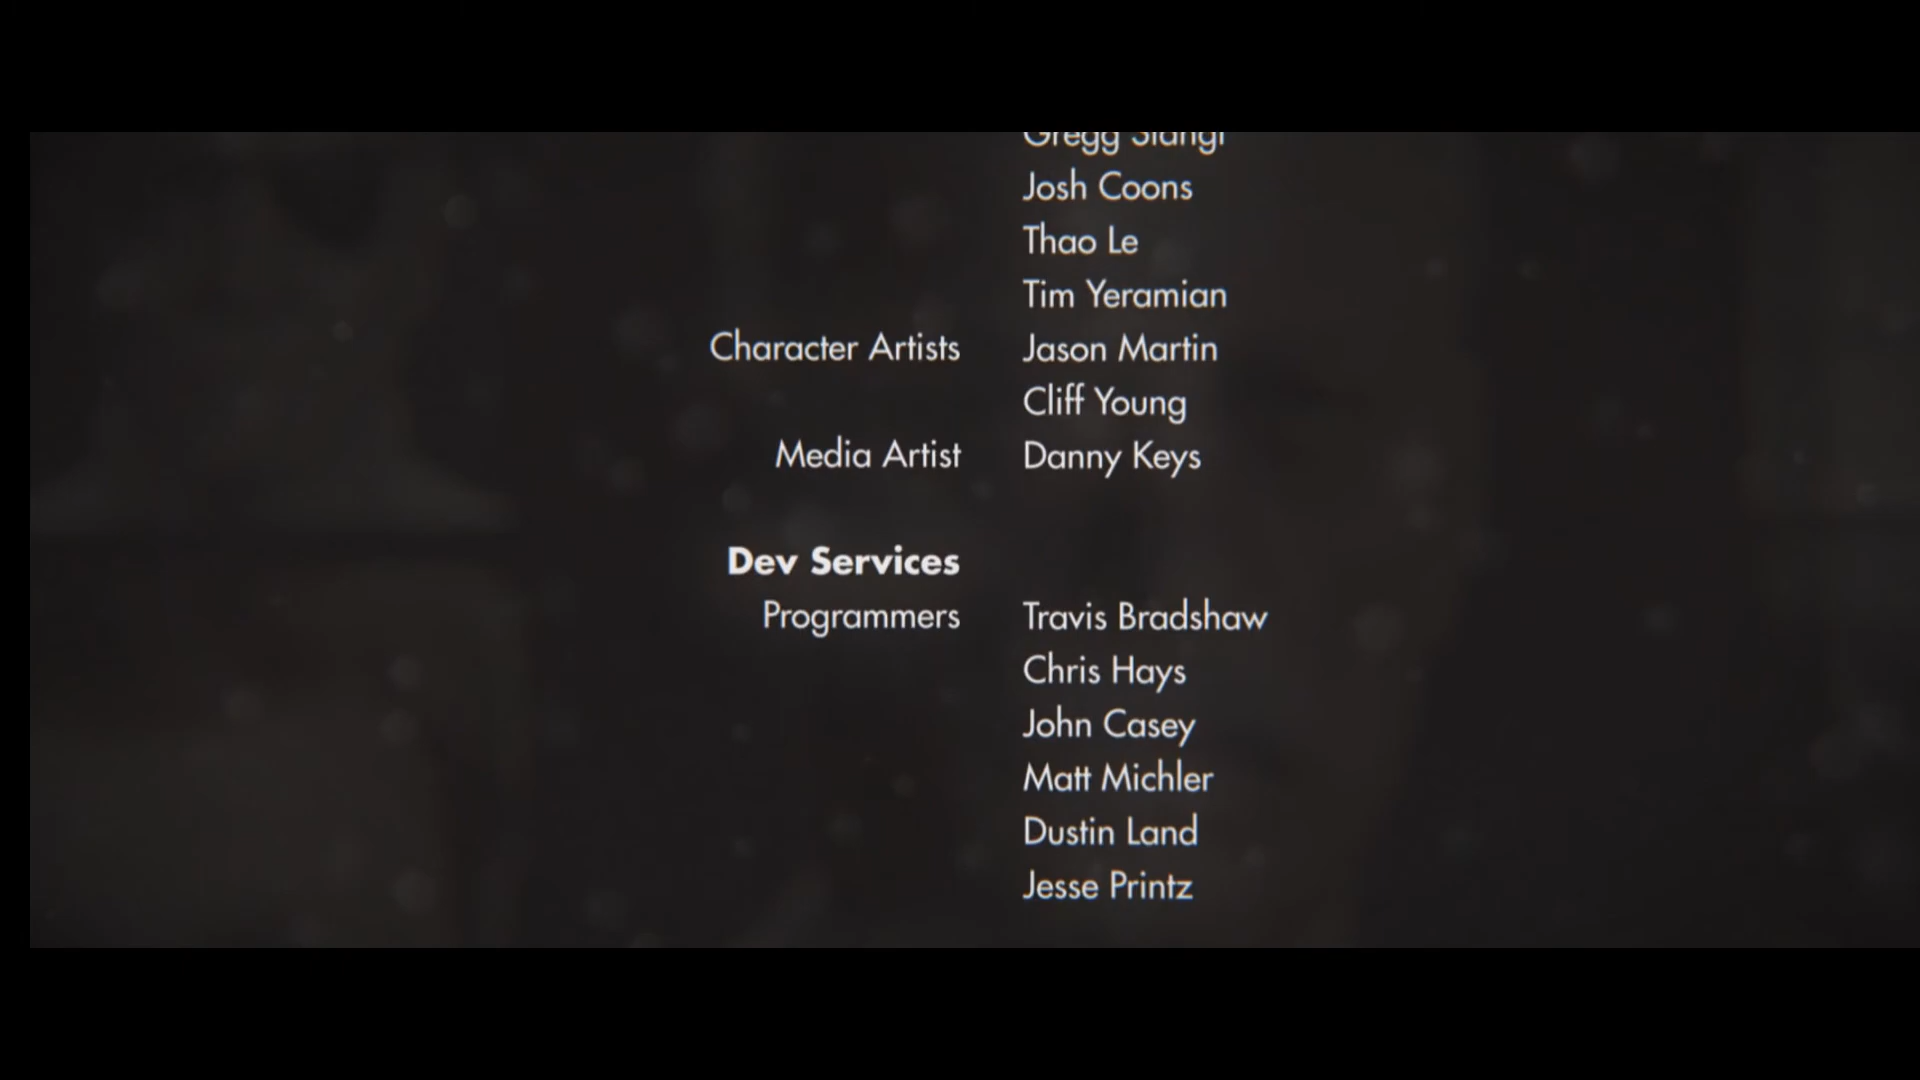 Gregg
Josh Coons
Thao Le
Tim Yeramian
Character Artists Jason Martin
Cliff Young
Media Artist Danny Keys
Dev Services
Programmers Travis Bradshaw
Chris Hays
John Casey
Matt Michler
Dustin Land
Jesse Printz